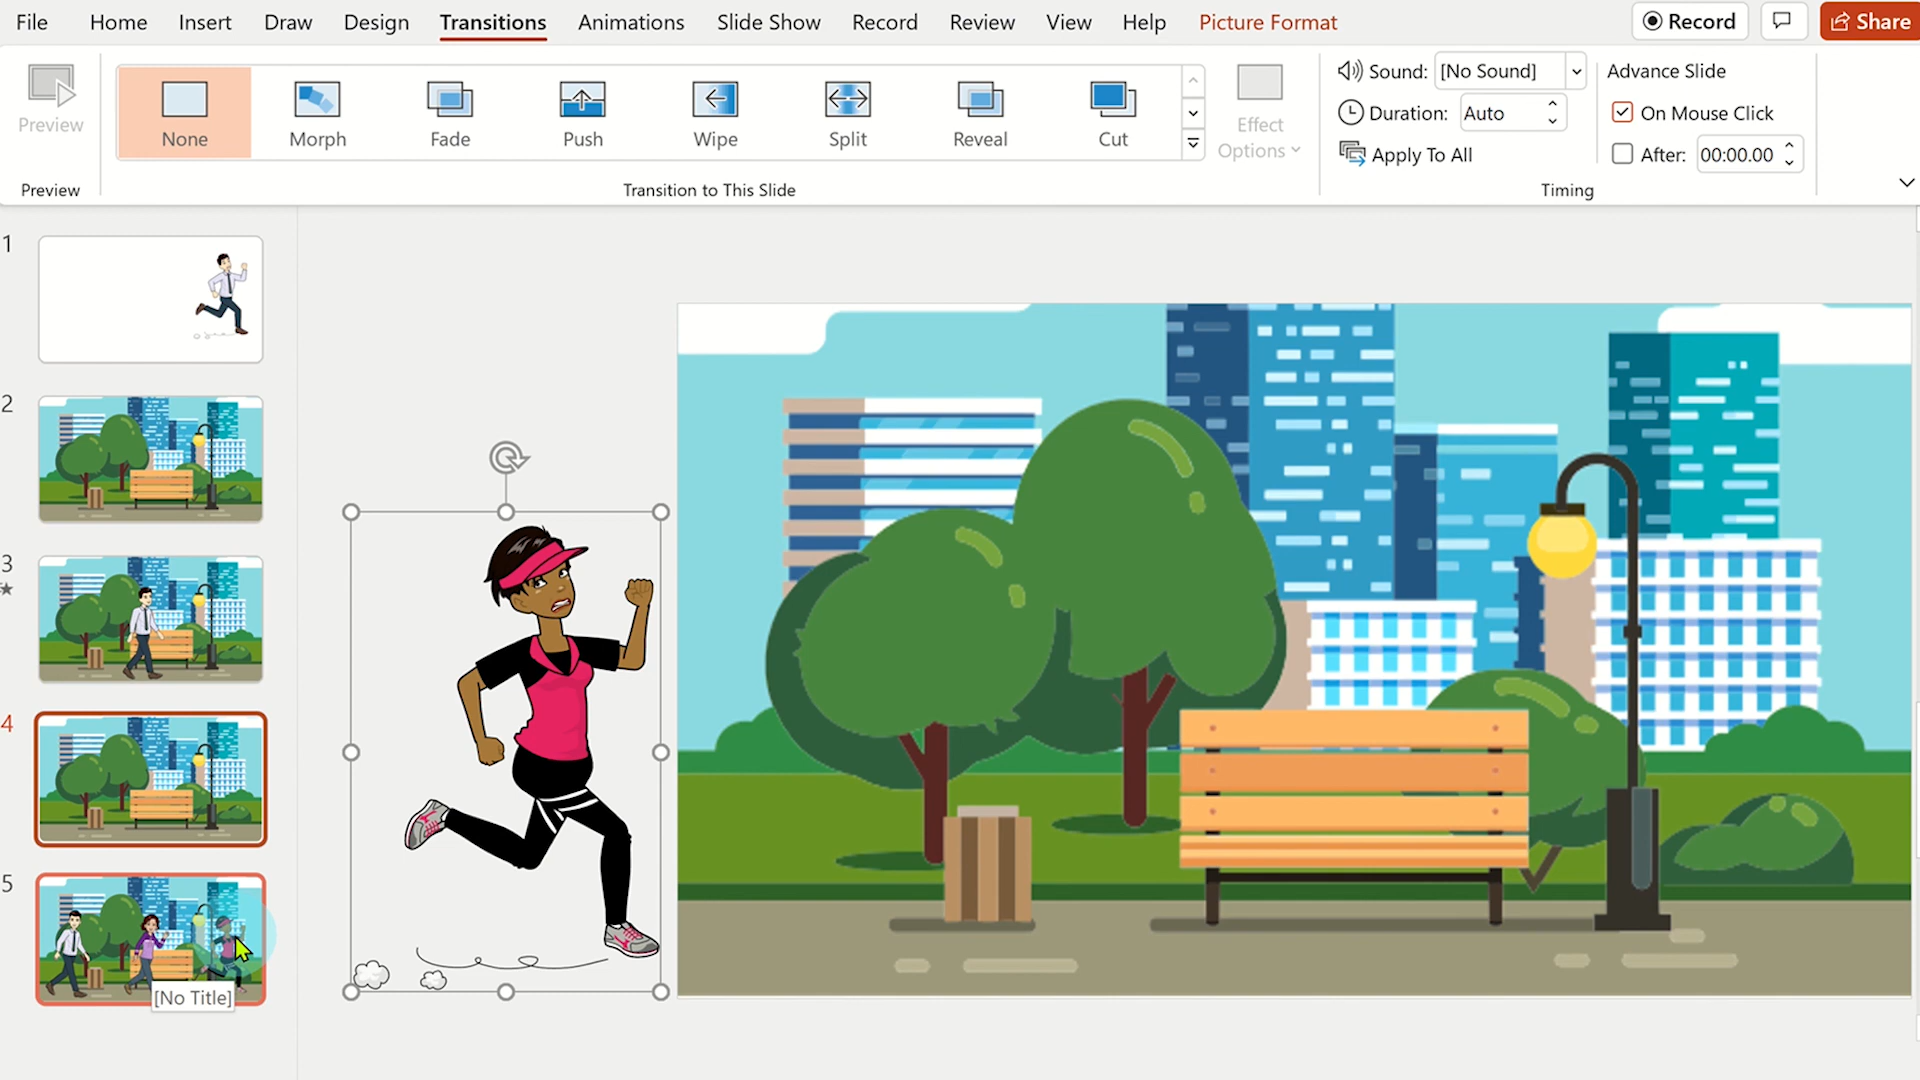 File Home Insert Draw Design Transitions Animations Slide Show Record Review View Help Picture Format Record Share
Preview
None Morph Fade Push Wipe Split Reveal Cut
Effect
Options
Sound: [No Sound]
Duration: Auto
Apply To All
Advance Slide
On Mouse Click
After: 00:00.00
Preview Transition to This Slide Timing
1
2
3
4
5
[No Title]